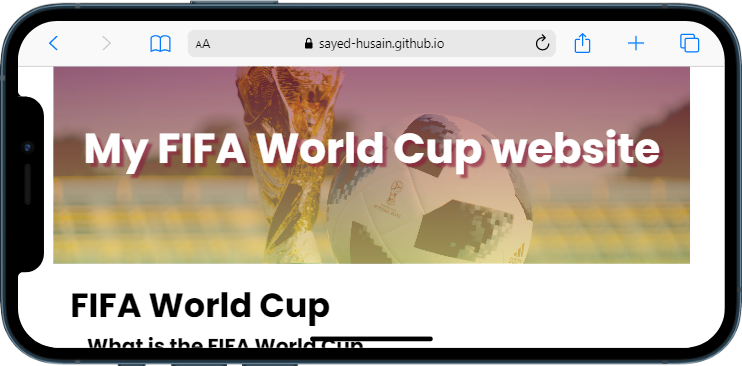 AA sayed-husain.github.io
My FIFA World Cup website
FIFA World Cup
What is the FIFA World Cup